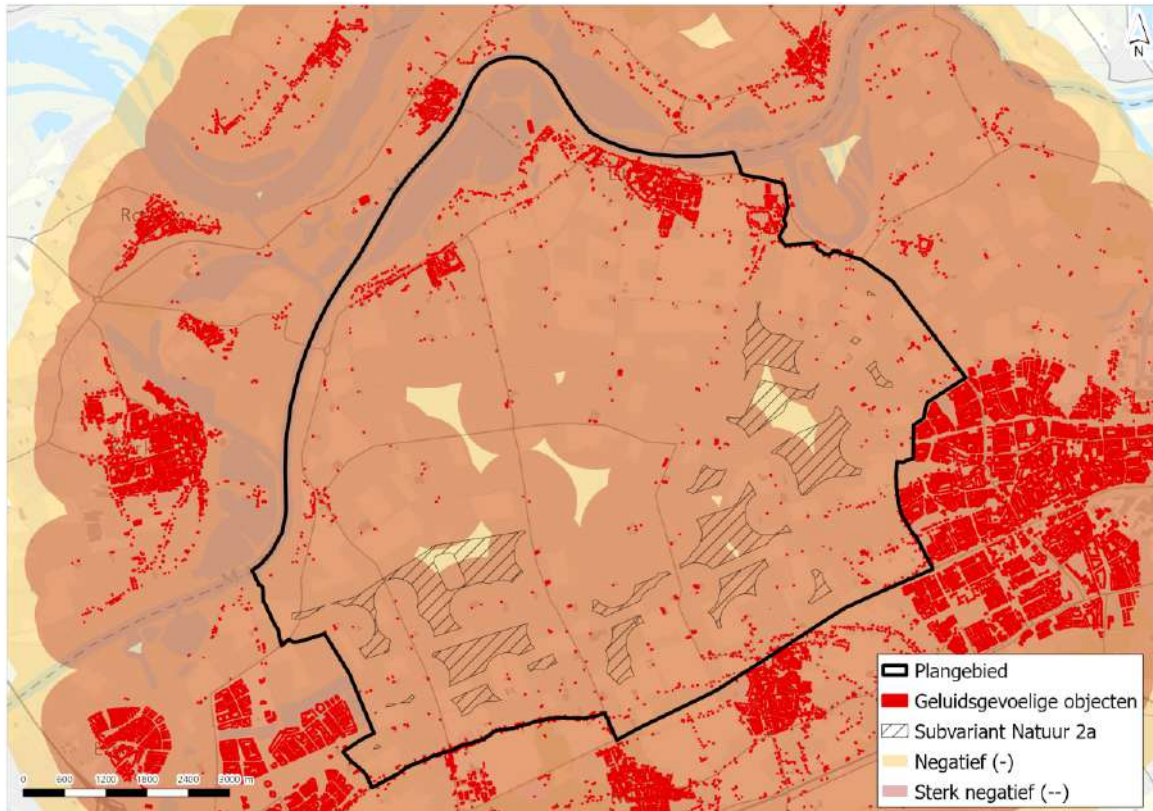 N
Plangebied
Geluidsgevoelige objecten
Subvariant Natuur 2a
Negatief (-)
Sterk negatief (--)
0 600 1200 1800 2400 3000 m